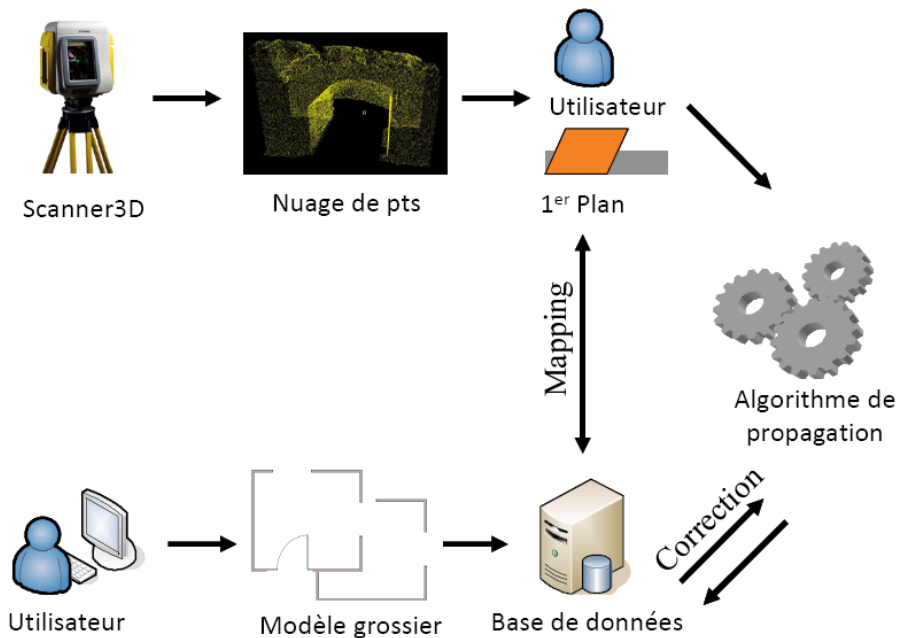 Scanner3D
Nuage de pts
Utilisateur
1er Plan
Mapping
Algorithme de
propagation
Correction
Utilisateur
Modèle grossier
Base de données